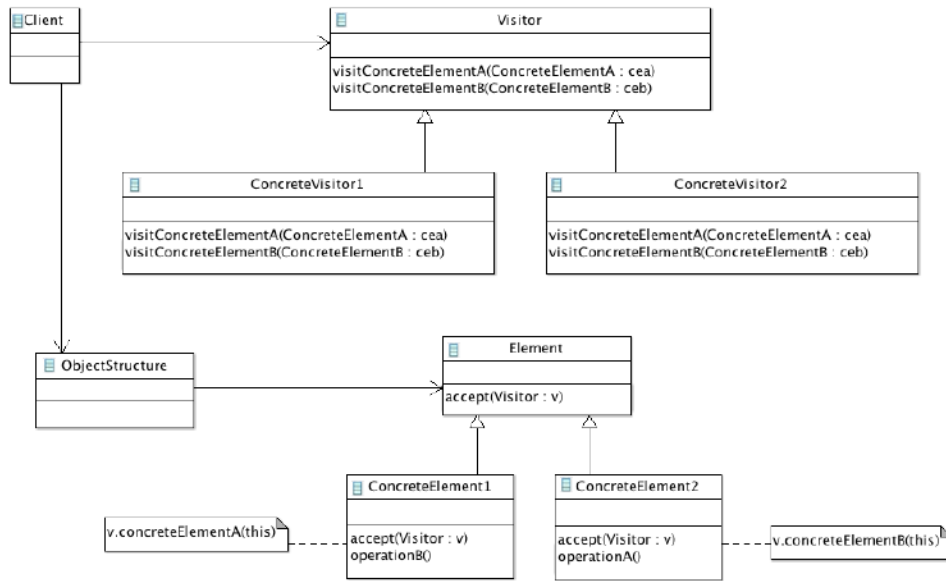 Client
Visitor
visitConcreteElementA(ConcreteElementA : cea)
visitConcreteElementB(ConcreteElementB : ceb)
ConcreteVisitor1
visitConcreteElementA(ConcreteElementA : cea)
visitConcreteElementB(ConcreteElementB : ceb)
ConcreteVisitor2
visitConcreteElementA(ConcreteElementA : cea)
visitConcreteElementB(ConcreteElementB : ceb)
ObjectStructure
Element
accept(Visitor : v)
ConcreteElement1
accept(Visitor : v)
operationB()
v.concreteElementA(this)
ConcreteElement2
accept(Visitor : v)
operationA()
v.concreteElementB(this)